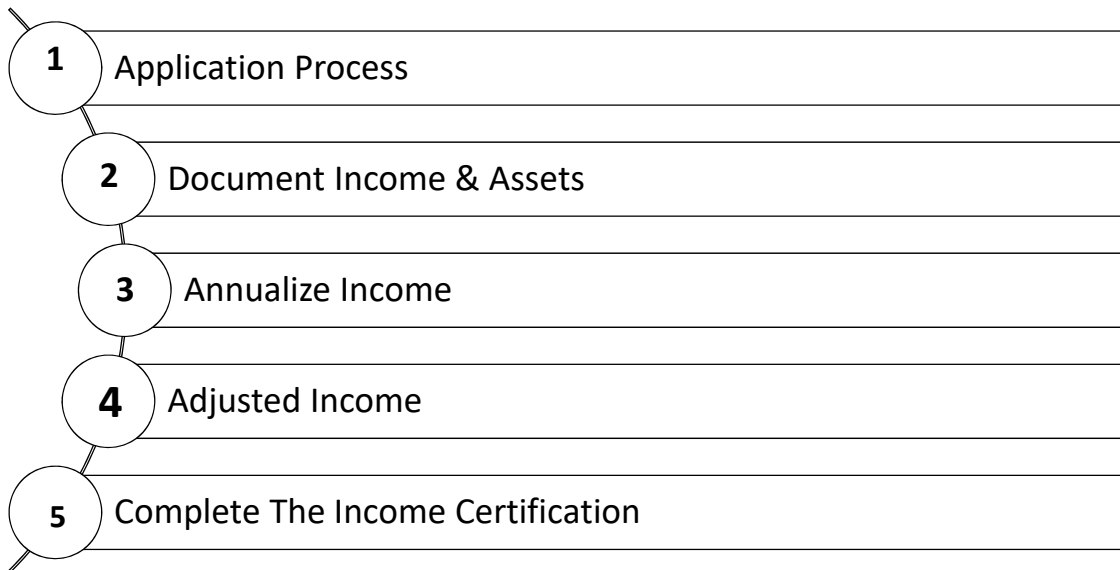 1 Application Process
2 Document Income & Assets
3 Annualize Income
4 Adjusted Income
5 Complete The Income Certification